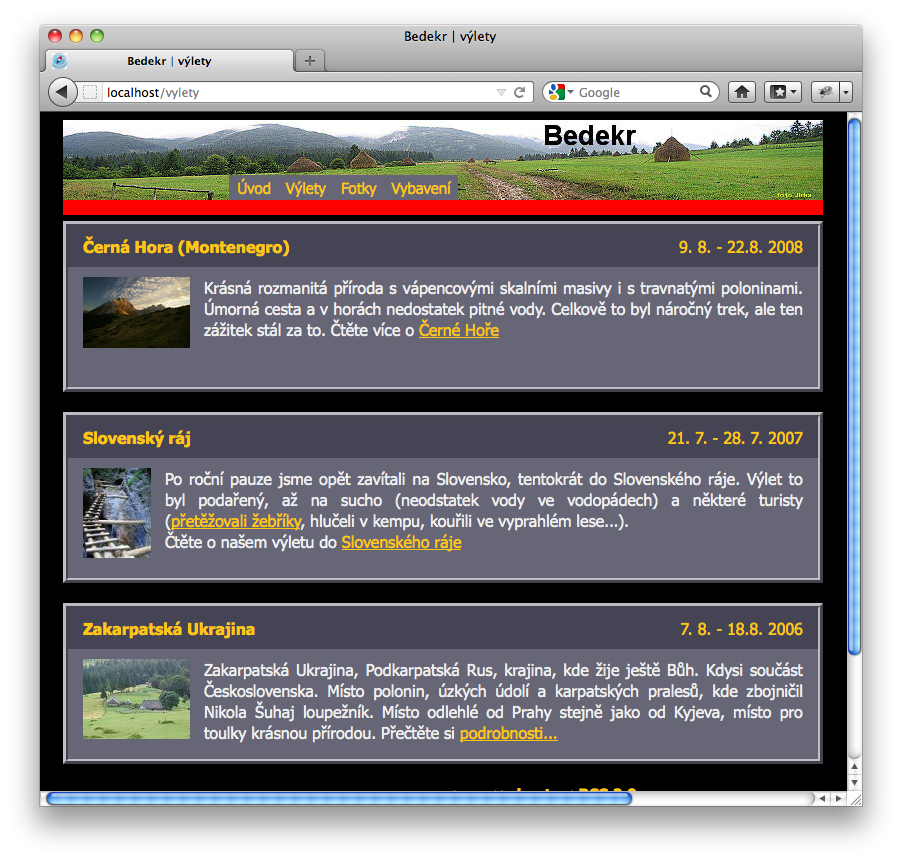 Bedekr | výlety
Bedekr | výlety
localhost/vylety
Google
Bedekr
Úvod Výlety Fotky Vybavení
Černá Hora (Montenegro) 9. 8. - 22.8. 2008
Krásná rozmanitá příroda s vápencovými skalními masivy i s travnatými poloninami.
Úmorná cesta a v horách nedostatek pitné vody. Celkově to byl náročný trek, ale ten
zážitek stál za to. Čtěte více o Černé Hoře
Slovenský ráj 21. 7. - 28. 7. 2007
Po roční pauze jsme opět zavítali na Slovensko, tentokrát do Slovenského ráje. Výlet to
byl podařený, až na sucho (neodstatek vody ve vodopádech) a některé turisty
(přetěžovali žebříky, hlučeli v kempu, kouřili ve vyprahlém lese...).
Čtěte o našem výletu do Slovenského ráje
Zakarpatská Ukrajina 7. 8. - 18.8. 2006
Zakarpatská Ukrajina, Podkarpatská Rus, krajina, kde žije ještě Bůh. Kdysi součást
Československa. Místo polonin, úzkých údolí a karpatských pralesů, kde zbojničil
Nikola Šuhaj loupežník. Místo odlehlé od Prahy stejně jako od Kyjeva, místo pro
toulky krásnou přírodou. Přečtěte si podrobnosti...